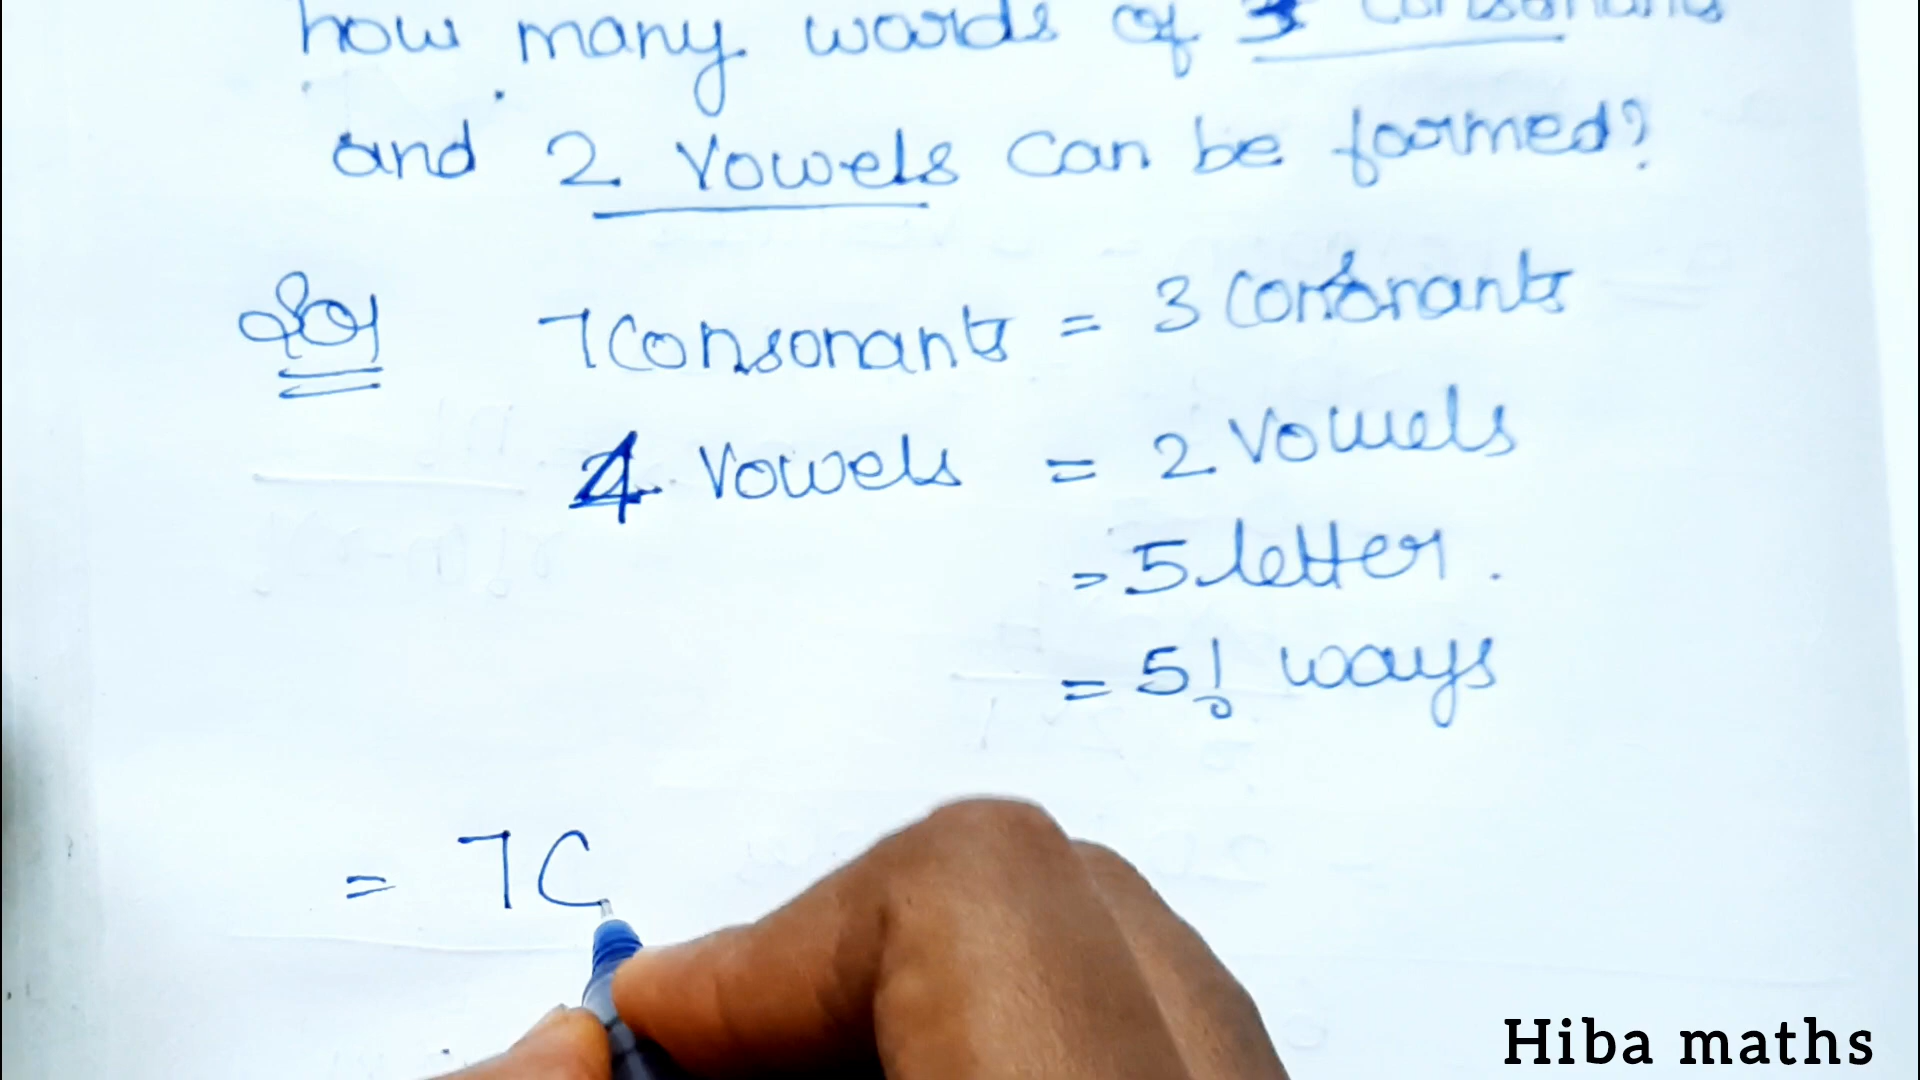 how many words of 3 consonants
and 2 Vowels can be formed?
Sol
7 Consonants = 3 Consonants
4 Vowels = 2 Vowels
= 5 letter.
= 5! ways
= 7C
Hiba maths